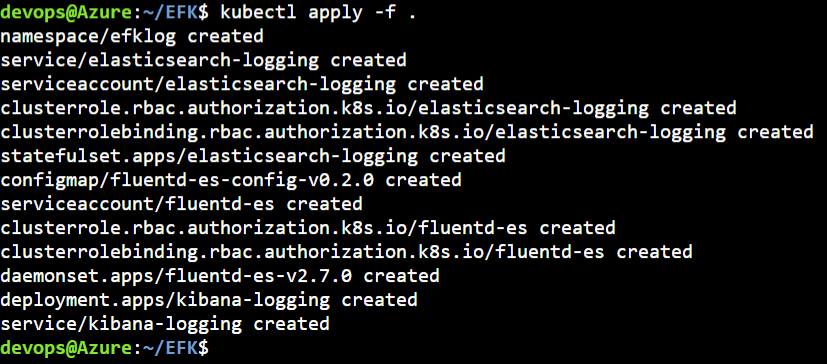 devops@Azure:~/EFK$ kubectl apply -f .
namespace/efklog created
service/elasticsearch-logging created
serviceaccount/elasticsearch-logging created
clusterrole.rbac.authorization.k8s.io/elasticsearch-logging created
clusterrolebinding.rbac.authorization.k8s.io/elasticsearch-logging created
statefulset.apps/elasticsearch-logging created
configmap/fluentd-es-config-v0.2.0 created
serviceaccount/fluentd-es created
clusterrole.rbac.authorization.k8s.io/fluentd-es created
clusterrolebinding.rbac.authorization.k8s.io/fluentd-es created
daemonset.apps/fluentd-es-v2.7.0 created
deployment.apps/kibana-logging created
service/kibana-logging created
devops@Azure:~/EFK$